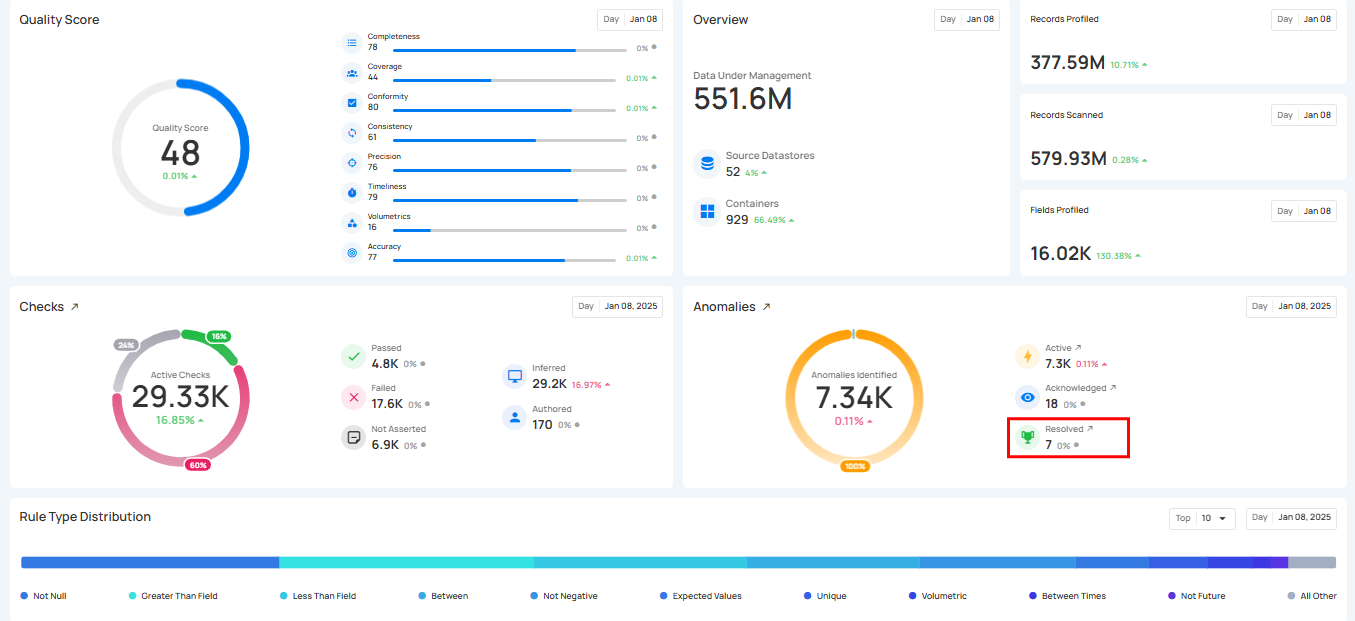 Quality Score
Day Jan 08
Quality Score
48
0.01%
Completeness
78
0%
Coverage
44
0.01%
Conformity
80
0.01%
Consistency
61
0%
Precision
76
0%
Timeliness
79
0%
Volumetrics
16
0%
Accuracy
77
0.01%
Overview
Day Jan 08
Data Under Management
551.6M
Source Datastores
52 4%
Containers
929 66.49%
Records Profiled
Day Jan 08
377.59M 10.71%
Records Scanned
Day Jan 08
579.93M 0.28%
Fields Profiled
Day Jan 08
16.02K 130.38%
Checks
Day Jan 08, 2025
24%
16%
Active Checks
29.33K
16.85%
60%
Passed
4.8K 0%
Failed
17.6K 0%
Not Asserted
6.9K 0%
Inferred
29.2K 16.97%
Authored
170 0%
Anomalies
Day Jan 08, 2025
Anomalies Identified
7.34K
0.11%
100%
Active
7.3K 0.11%
Acknowledged
18 0%
Resolved
7 0%
Rule Type Distribution
Top 10
Day Jan 08, 2025
Not Null Greater Than Field Less Than Field Between Not Negative Expected Values Unique Volumetric Between Times Not Future All Other